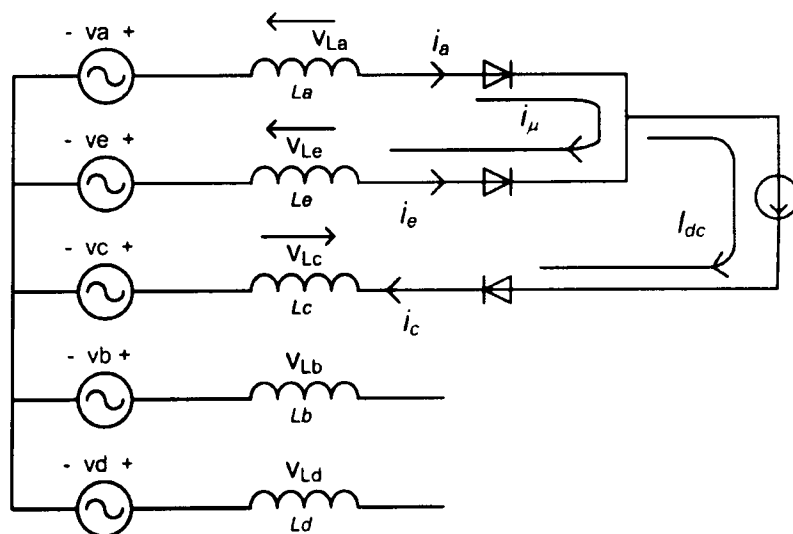 - va +
vLa
La
ia
iμ
- ve +
vLe
Le
ie
- vc +
vLc
Lc
ic
Idc
- vb +
vLb
Lb
- vd +
vLd
Ld